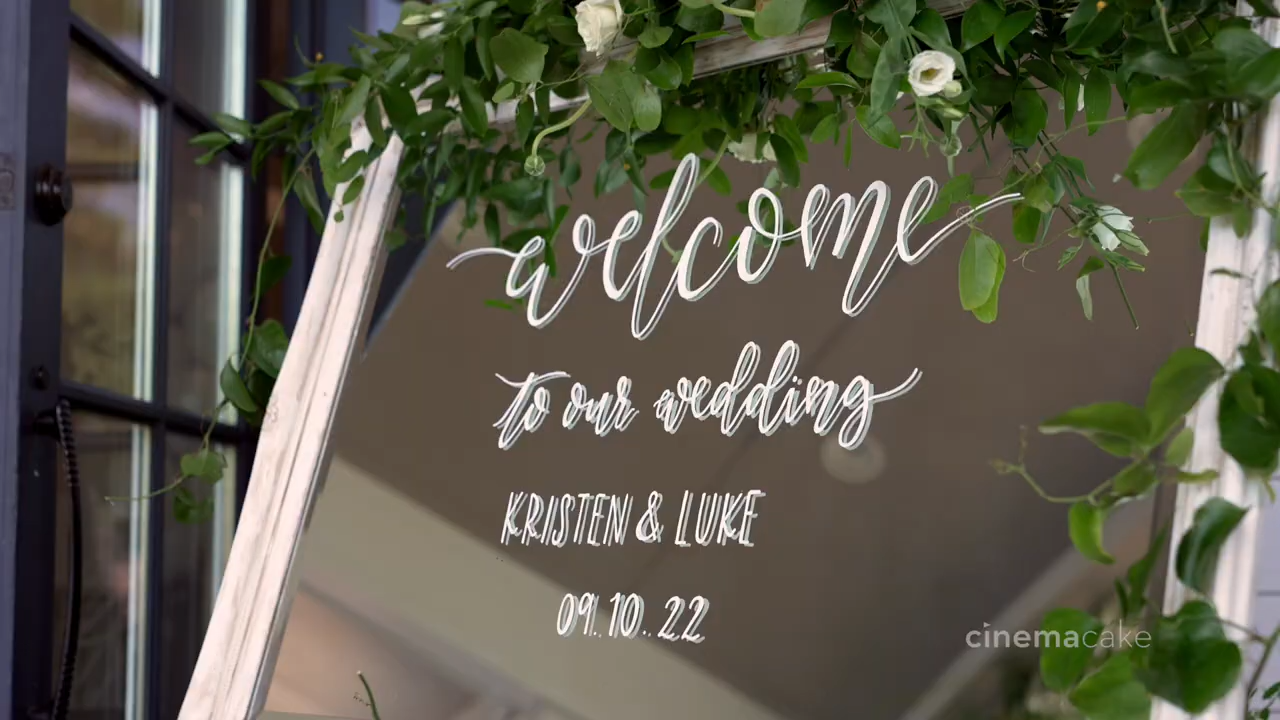 welcome
to our wedding
KRISTEN & LUKE
09.10.22
cinemacake